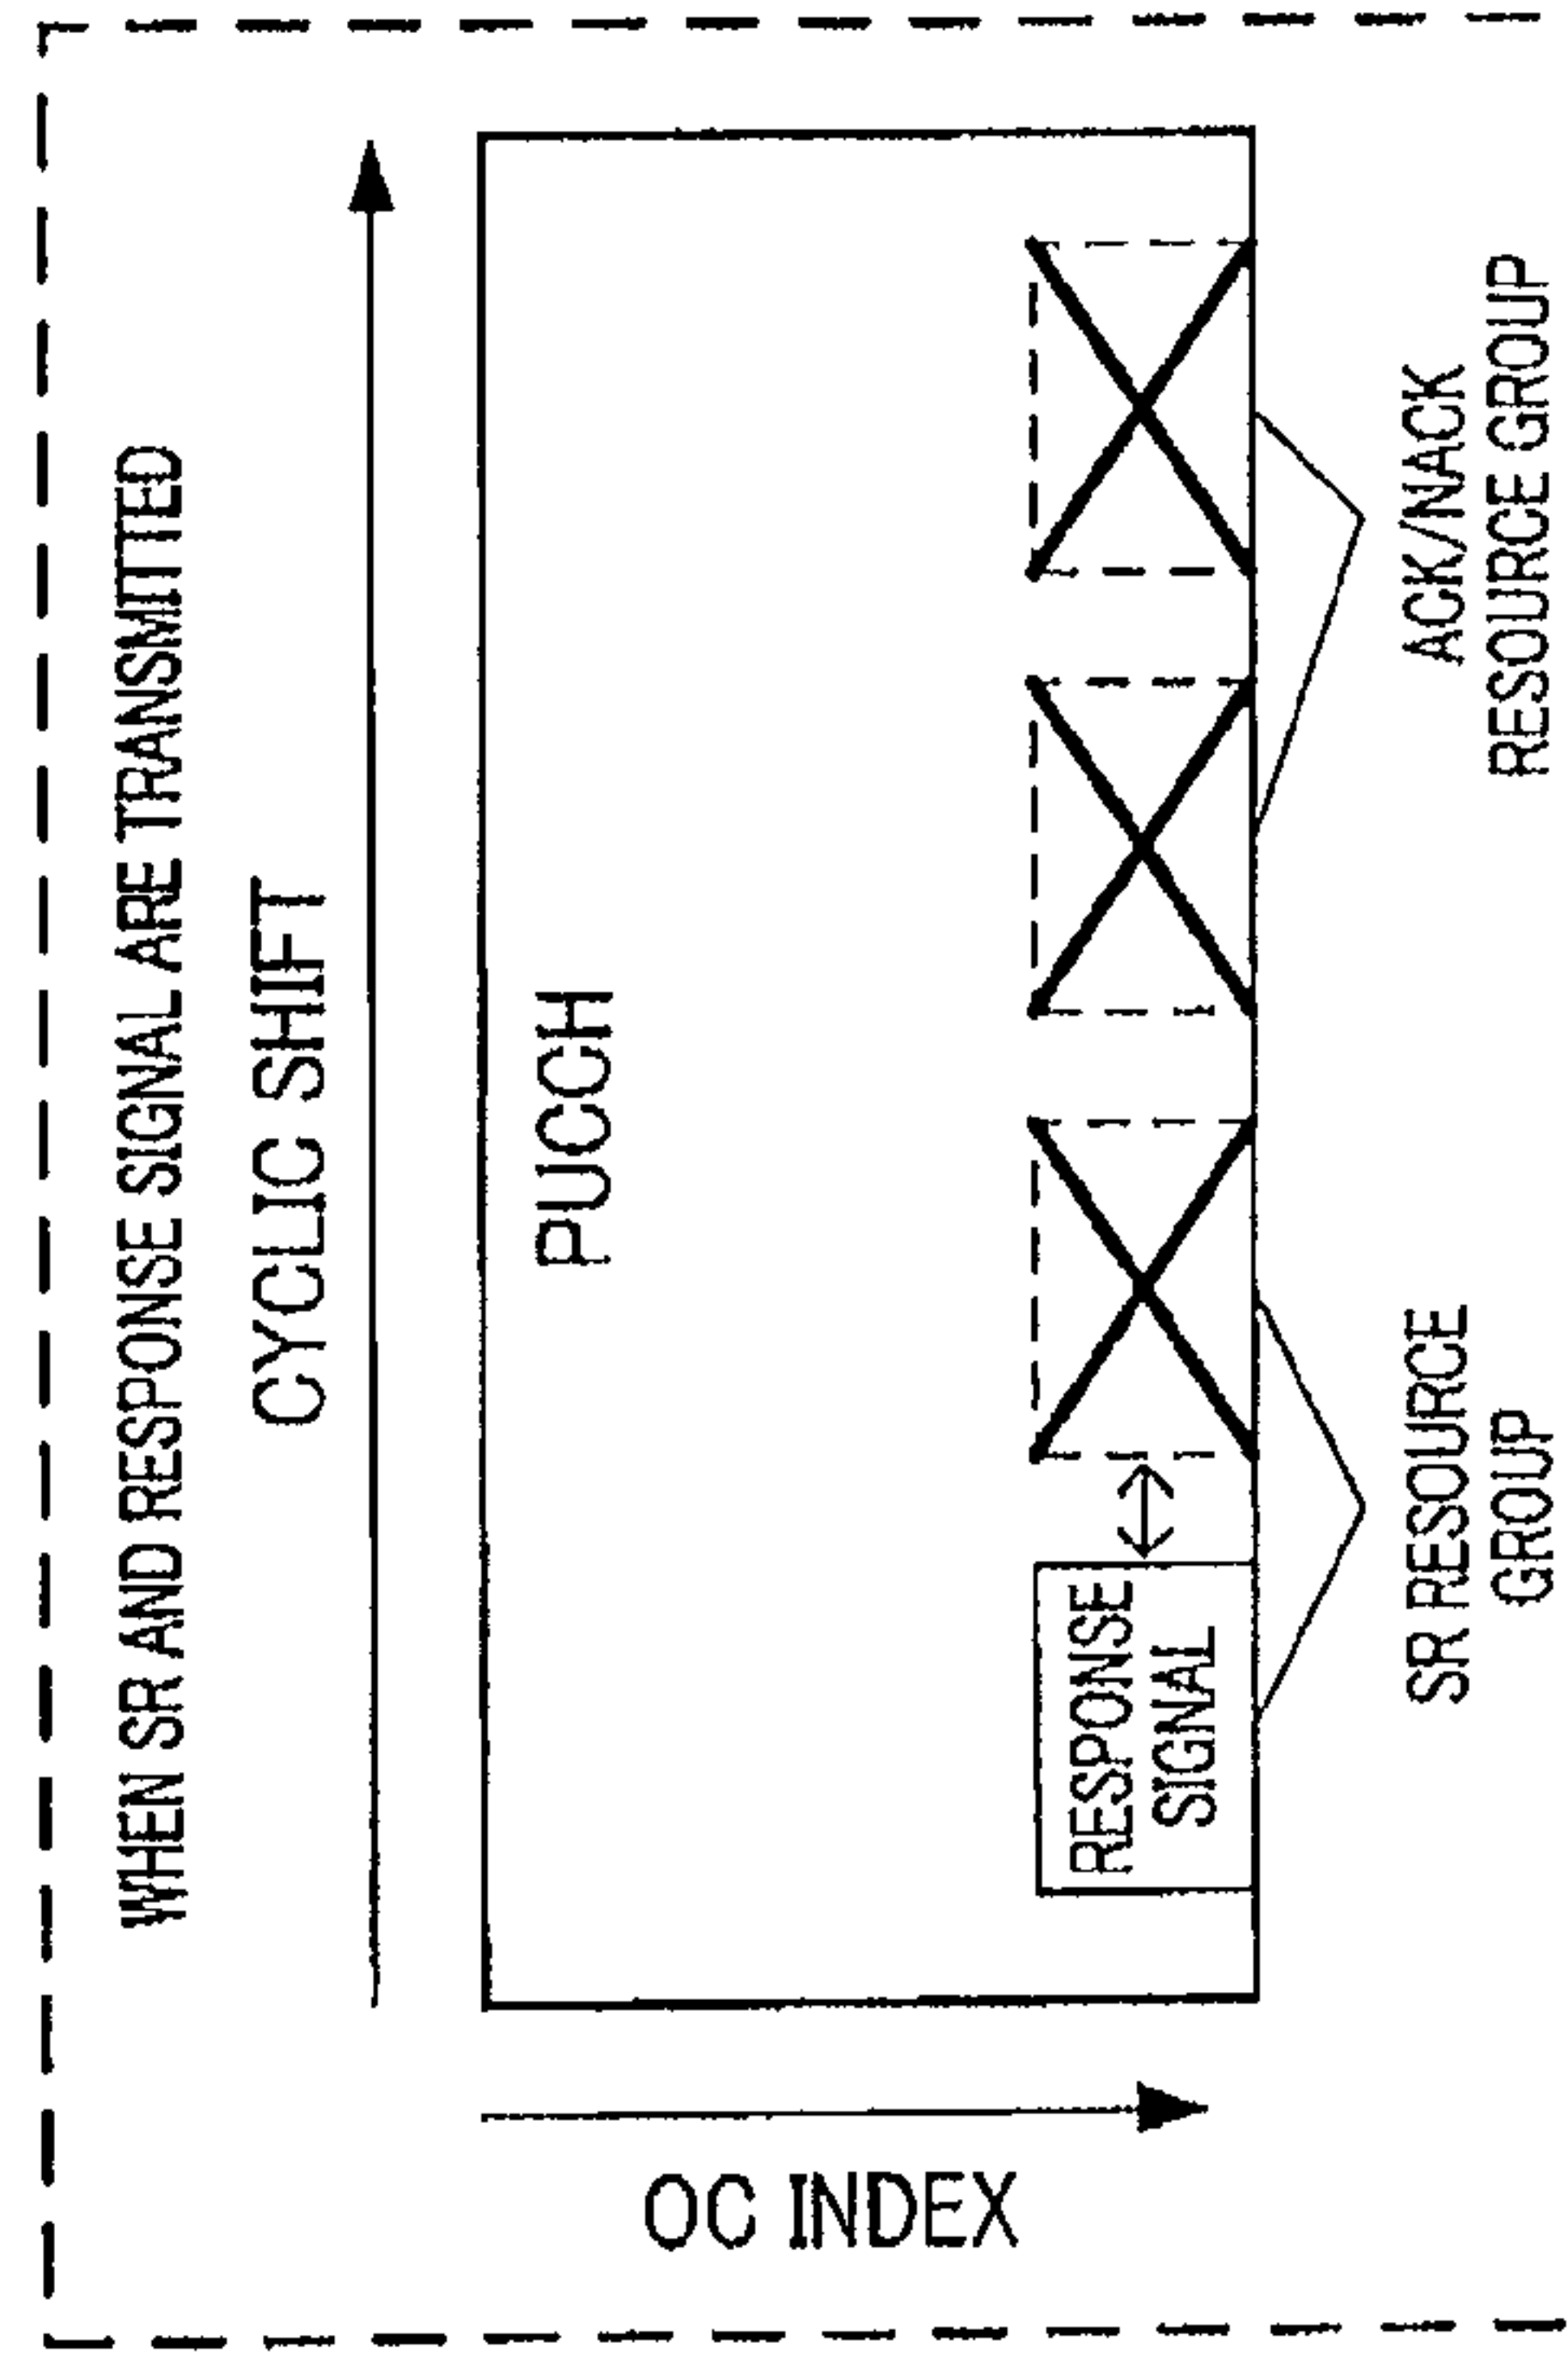 WHEN SR AND RESPONSE SIGNAL ARE TRANSMITTED
CYCLIC SHIFT
PUCCH
OC INDEX
RESPONSE
SIGNAL
SR RESOURCE
GROUP
ACK/NACK
RESOURCE GROUP